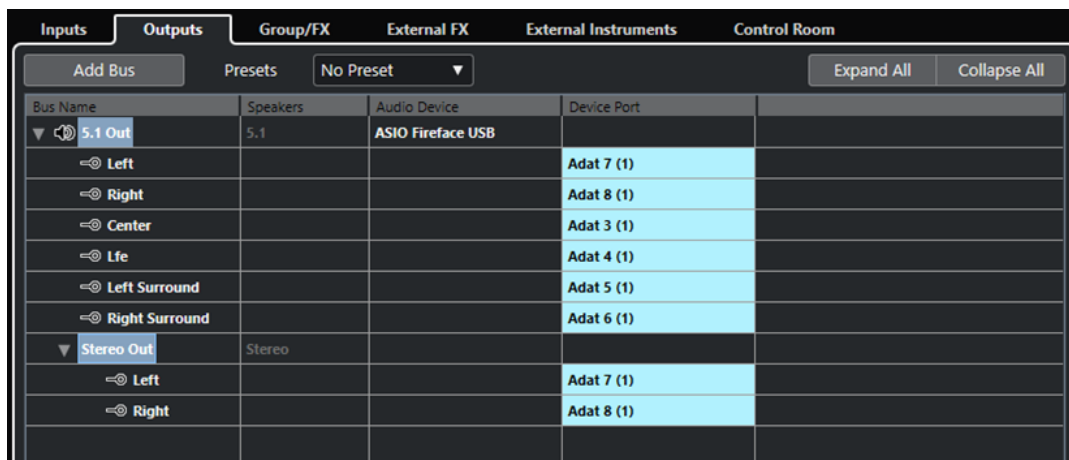 Inputs Outputs Group/FX External FX External Instruments Control Room
Add Bus Presets No Preset Expand All Collapse All
Bus Name Speakers Audio Device Device Port
5.1 Out 5.1 ASIO Fireface USB
Left Adat 7 (1)
Right Adat 8 (1)
Center Adat 3 (1)
Lfe Adat 4 (1)
Left Surround Adat 5 (1)
Right Surround Adat 6 (1)
Stereo Out Stereo
Left Adat 7 (1)
Right Adat 8 (1)